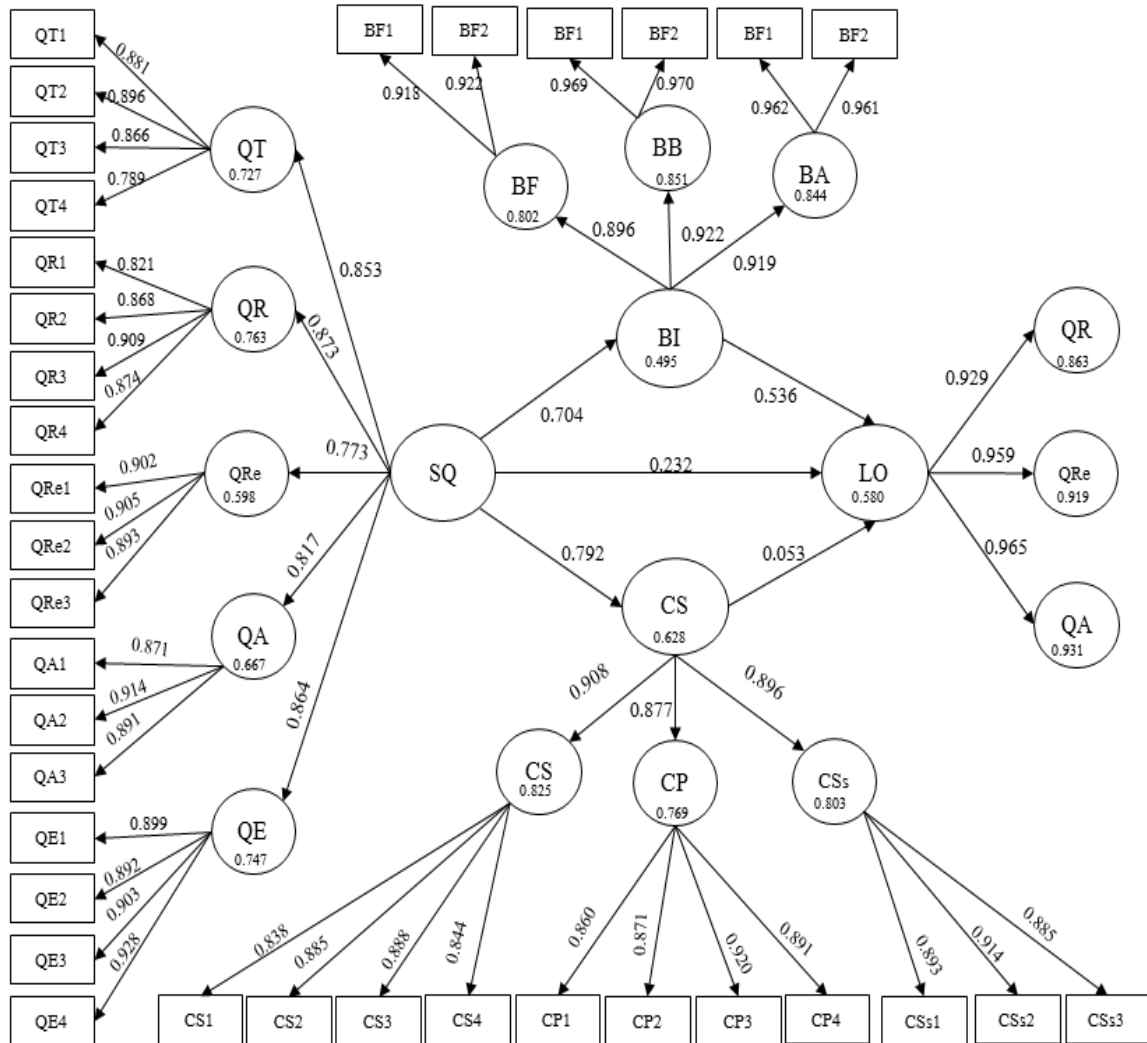 BF1 BF2 BF1 BF2 BF1 BF2
0.918 0.922 0.969 0.970 0.962 0.961
BF
0.802
BB
0.851
BA
0.844
0.896 0.922 0.919
BI
0.495
QT1
QT2
QT3
QT4
0.881
0.896
0.866
0.789
QT
0.727
0.853
QR1
QR2
QR3
QR4
0.821
0.868
0.909
0.874
QR
0.763
0.873
QRe1
QRe2
QRe3
0.902
0.905
0.893
QRe
0.598
0.773
QA1
QA2
QA3
0.871
0.914
0.891
QA
0.667
0.817
QE1
QE2
QE3
QE4
0.899
0.892
0.903
0.928
QE
0.747
0.864
SQ
0.704
0.232
0.792
0.536
0.053
LO
0.580
0.929
0.959
0.965
QR
0.863
QRe
0.919
QA
0.931
CS
0.628
0.908 0.877 0.896
CS
0.825
CP
0.769
CSs
0.803
0.838 0.885 0.888 0.844 0.860 0.871 0.920 0.891 0.893 0.914 0.885
CS1 CS2 CS3 CS4 CP1 CP2 CP3 CP4 CSs1 CSs2 CSs3